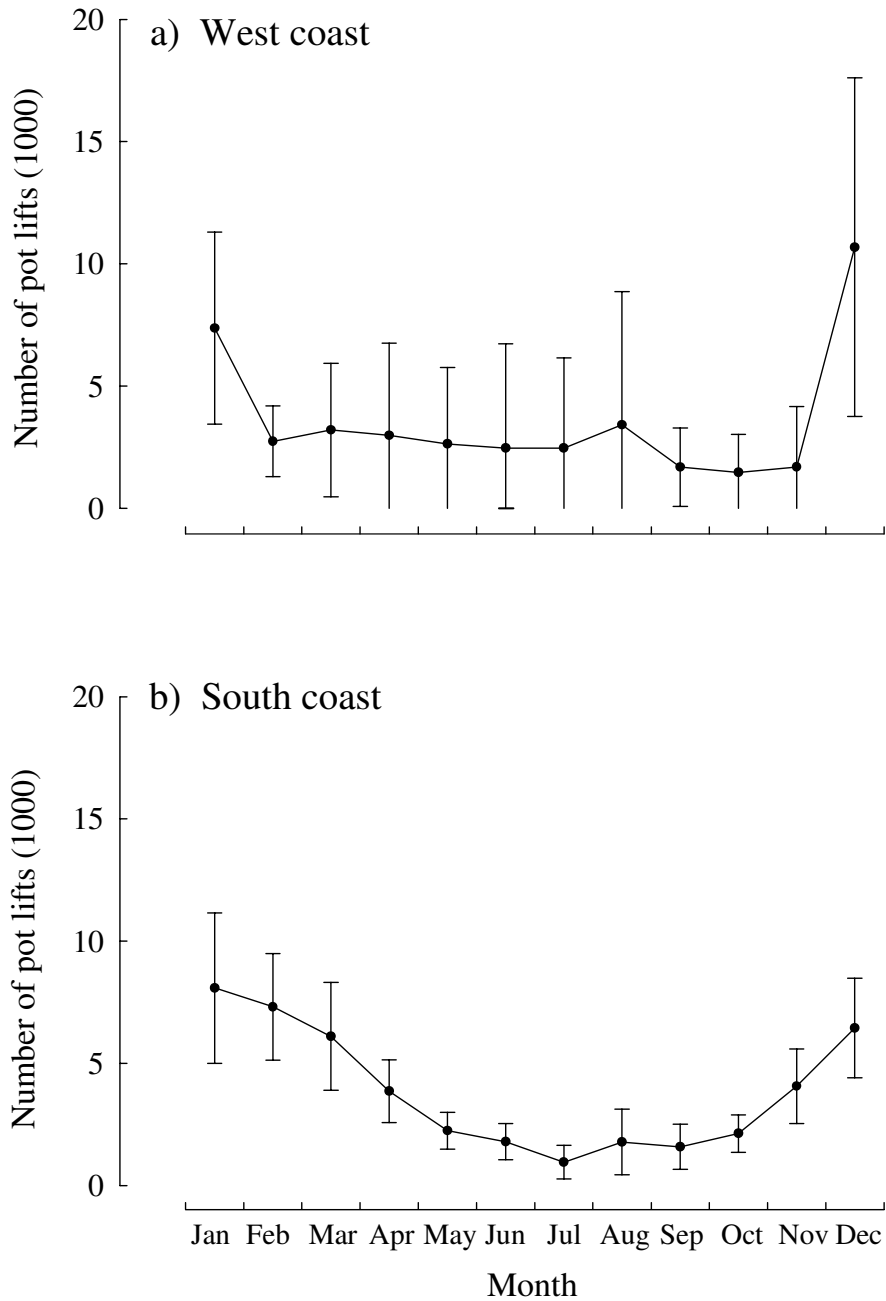 a) West coast
Number of pot lifts (1000)
20
15
10
5
0
b) South coast
Number of pot lifts (1000)
20
15
10
5
0
Jan Feb Mar Apr May Jun Jul Aug Sep Oct Nov Dec
Month